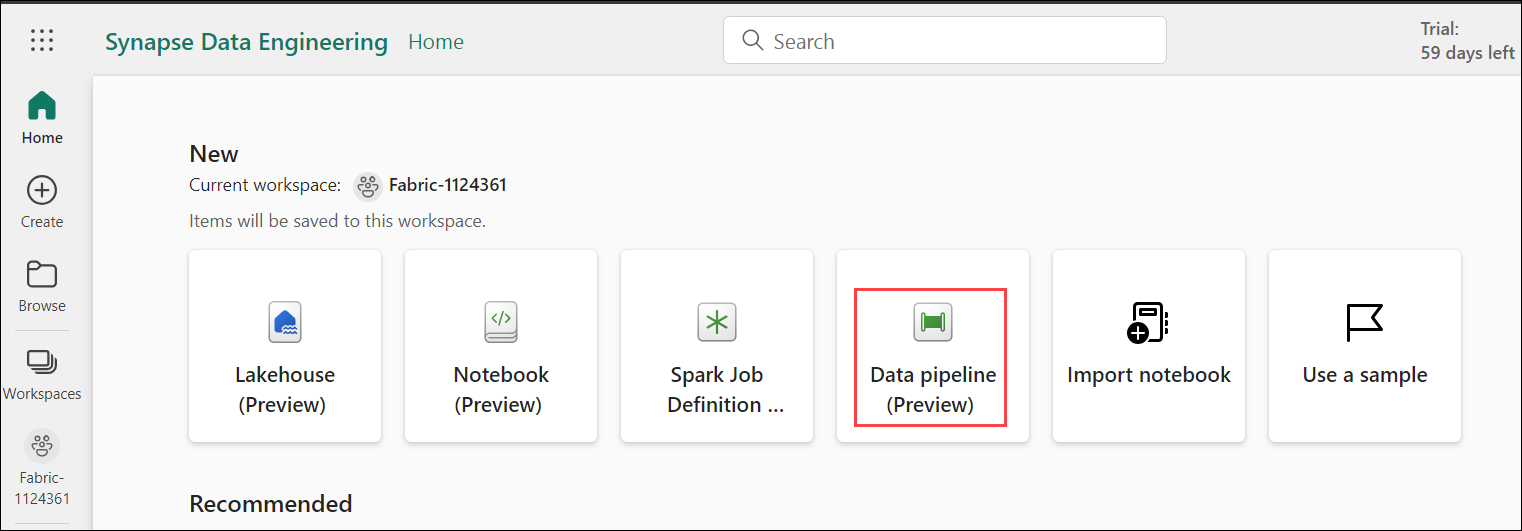 Synapse Data Engineering Home
Search
Trial:
59 days left
Home
Create
Browse
Workspaces
Fabric-
1124361
New
Current workspace: Fabric-1124361
Items will be saved to this workspace.
Lakehouse
(Preview)
Notebook
(Preview)
Spark Job
Definition ...
Data pipeline
(Preview)
Import notebook
Use a sample
Recommended